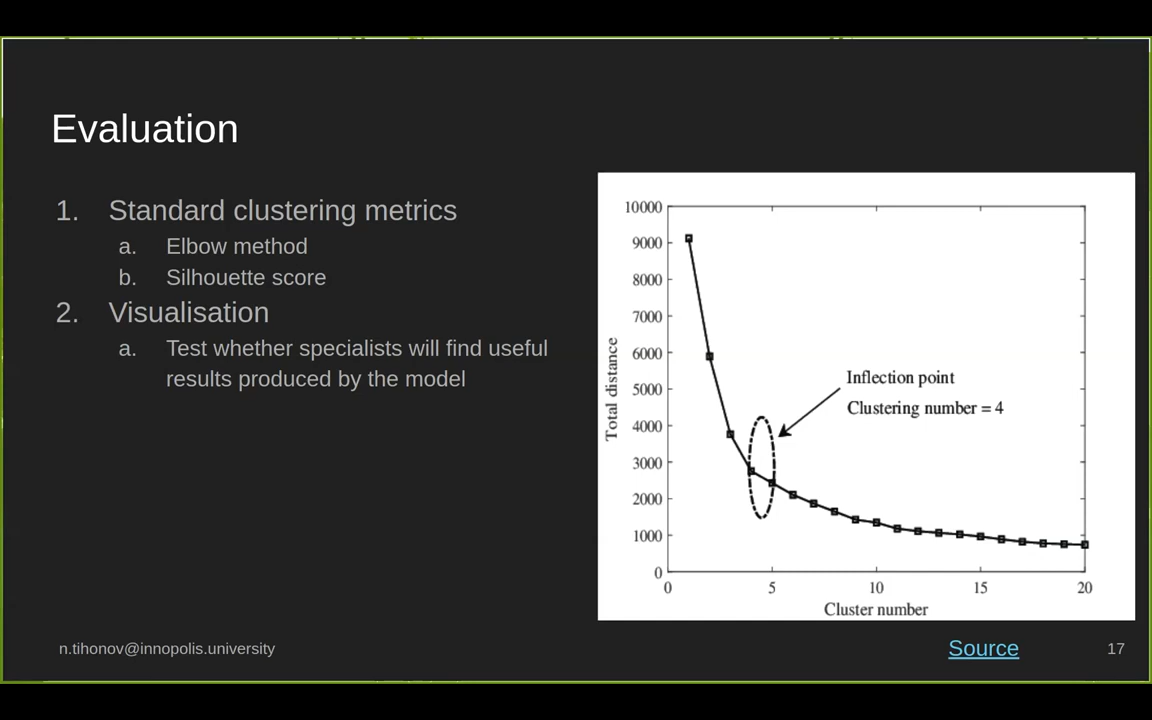 Evaluation
1. Standard clustering metrics
a. Elbow method
b. Silhouette score
2. Visualisation
a. Test whether specialists will find useful
results produced by the model
10000
9000
8000
7000
6000
5000
4000
3000
2000
1000
0
Total distance
Inflection point
Clustering number = 4
0 5 10 15 20
Cluster number
n.tihonov@innopolis.university
Source
17